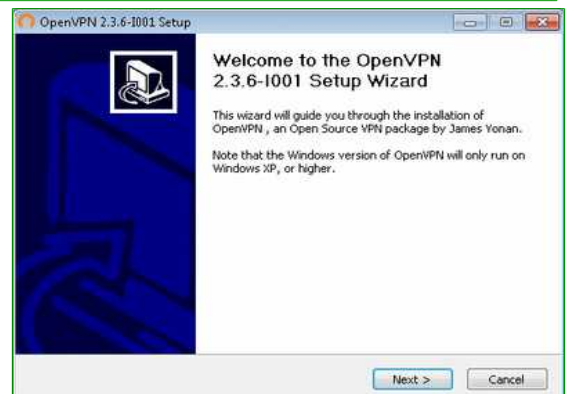 OpenVPN 2.3.6-I001 Setup
Welcome to the OpenVPN
2.3.6-I001 Setup Wizard
This wizard will guide you through the installation of
OpenVPN , an Open Source VPN package by James Yonan.
Note that the Windows version of OpenVPN will only run on
Windows XP, or higher.
Next >
Cancel